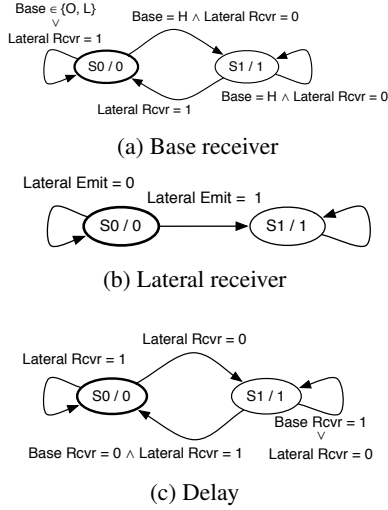 Base ∈ {O, L}
∨
Lateral Rcvr = 1
Base = H ∧ Lateral Rcvr = 0
S0 / 0
S1 / 1
Lateral Rcvr = 1
Base = H ∧ Lateral Rcvr = 0
(a) Base receiver
Lateral Emit = 0
Lateral Emit = 1
S0 / 0
S1 / 1
(b) Lateral receiver
Lateral Rcvr = 0
Lateral Rcvr = 1
S0 / 0
S1 / 1
Base Rcvr = 1
∨
Base Rcvr = 0 ∧ Lateral Rcvr = 1
Lateral Rcvr = 0
(c) Delay